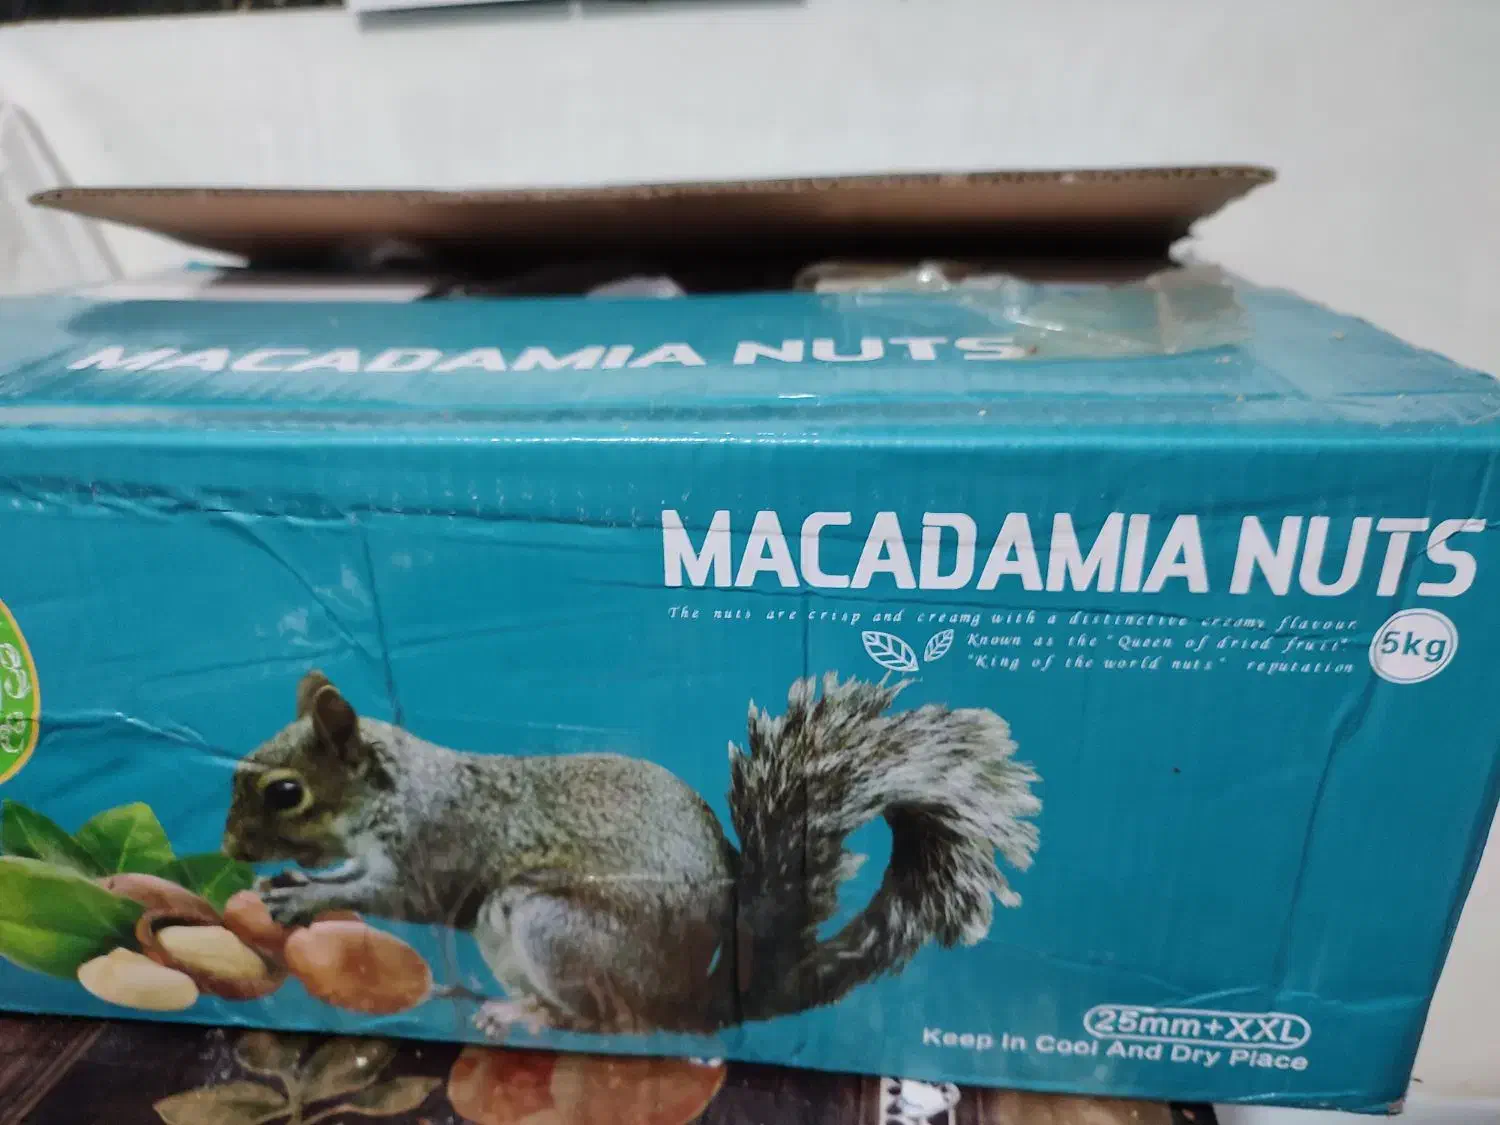 MACADAMIA NUTS
MACADAMIA NUTS
The nuts are crisp and creamg with a distinctive creamy flavour
Known as the "Queen of dried fruit"
"King of the world nuts" reputation
5kg
25mm+XXL
Keep In Cool And Dry Place